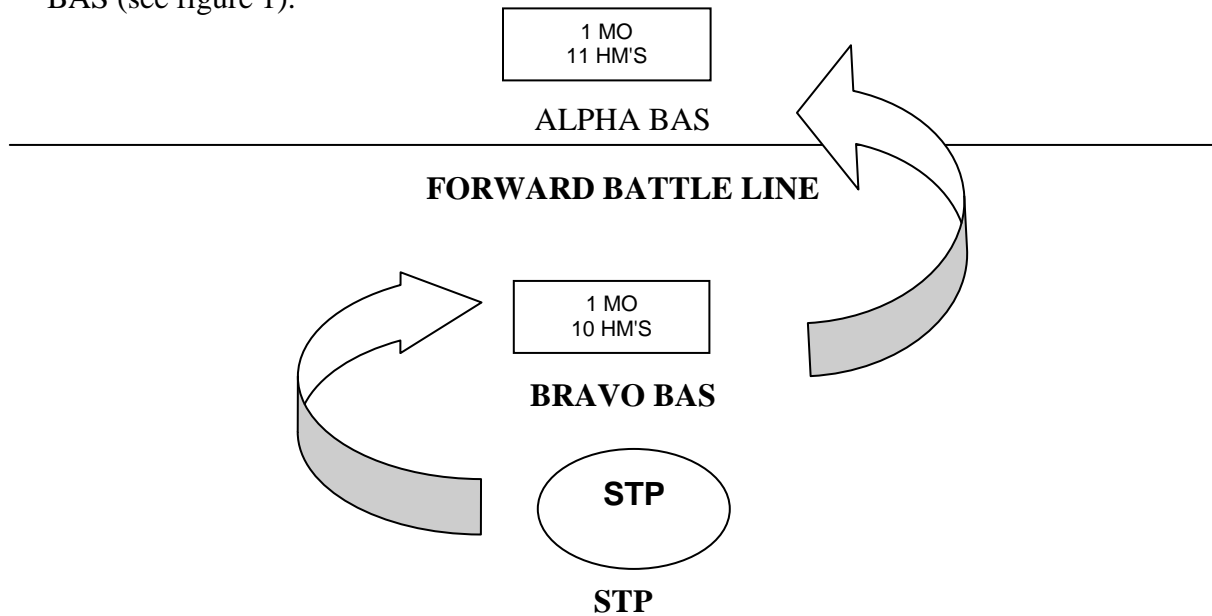 BAS (see figure 1).
1 MO
11 HM'S
ALPHA BAS
FORWARD BATTLE LINE
1 MO
10 HM'S
BRAVO BAS
STP
STP